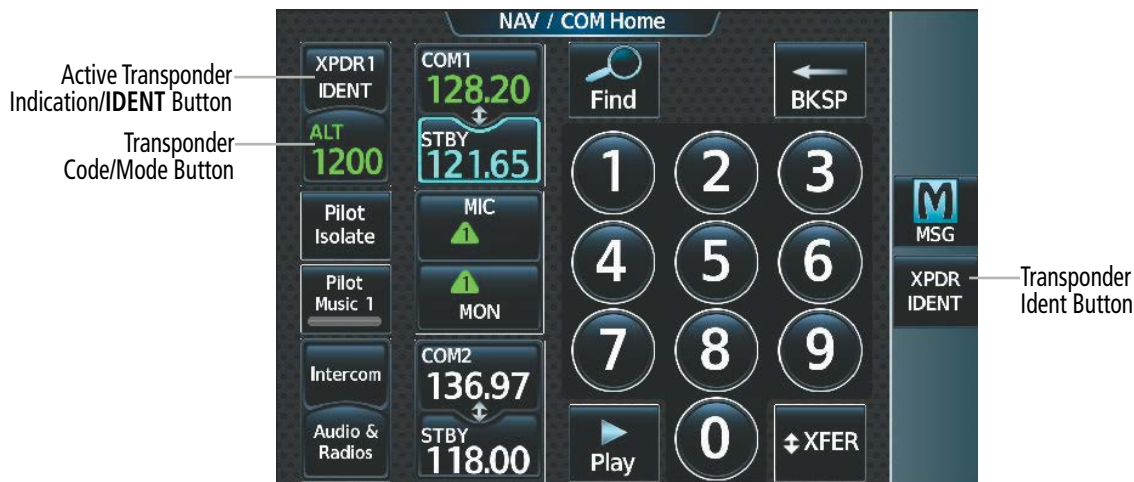 NAV / COM Home
Active Transponder
Indication/IDENT Button
Transponder
Code/Mode Button
XPDR1
IDENT
ALT
1200
COM1
128.20
STBY
121.65
Find
BKSP
Pilot
Isolate
MIC
1
Pilot
Music 1
1
MON
Intercom
Audio &
Radios
COM2
136.97
STBY
118.00
1 2 3
4 5 6
7 8 9
Play
0
XFER
M
MSG
XPDR
IDENT
Transponder
Ident Button